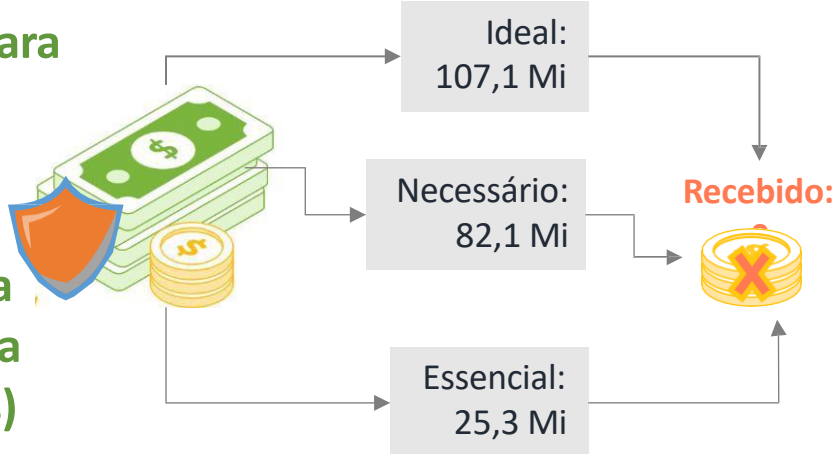 Ideal:
107,1 Mi
Necessário:
82,1 Mi
Recebido:
Essencial:
25,3 Mi
ara
a
a
)
$
$